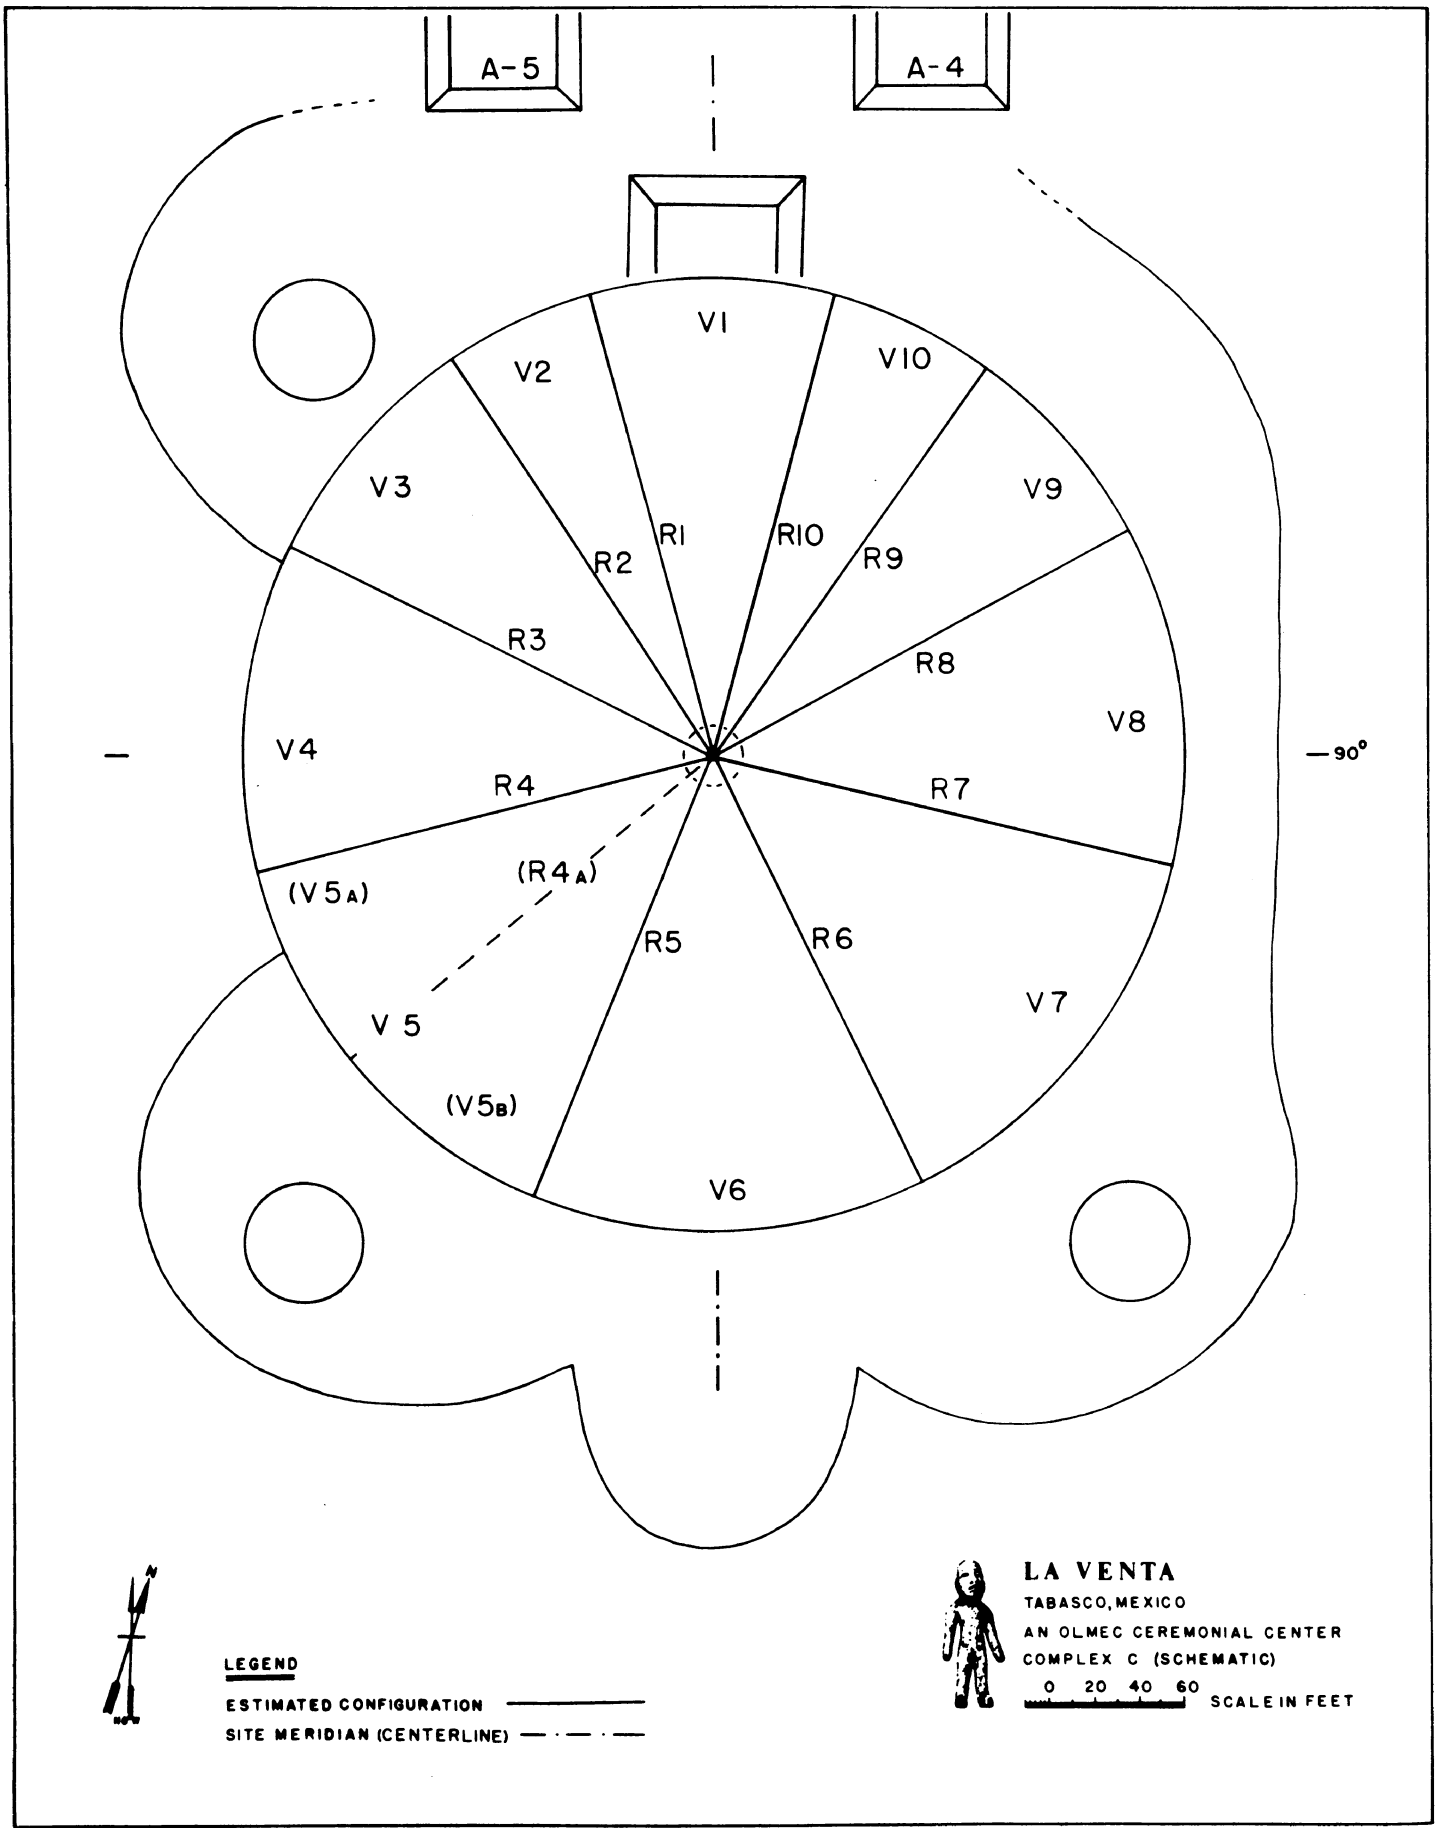 A-5
A-4
V1
V10
V2
V3
V9
R1
R10
R2
R9
R3
R8
V4
V8
90°
R4
R7
(R4A)
(V5A)
R5
R6
V 5
V7
(V5B)
V6
N
LA VENTA
TABASCO, MEXICO
AN OLMEC CEREMONIAL CENTER
COMPLEX C (SCHEMATIC)
0 20 40 60
SCALE IN FEET
LEGEND
ESTIMATED CONFIGURATION
SITE MERIDIAN (CENTERLINE)